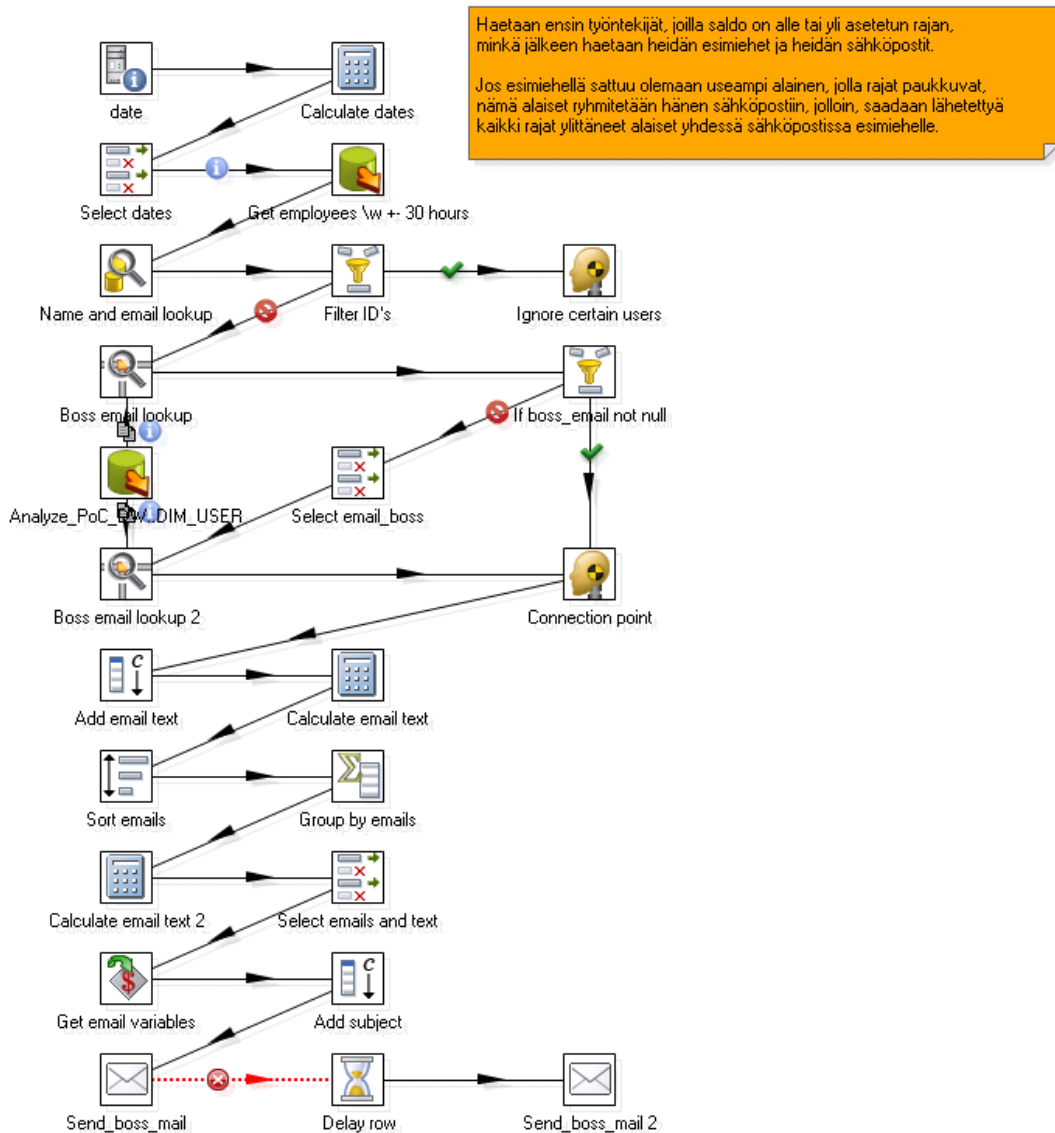 Haetaan ensin työntekijät, joilla saldo on alle tai yli asetetun rajan,
minkä jälkeen haetaan heidän esimiehet ja heidän sähköpostit.
Jos esimiehellä sattuu olemaan useampi alainen, jolla rajat paukkuvat,
nämä alaiset ryhmitetään hänen sähköpostiin, jolloin, saadaan lähetettyä
kaikki rajat ylittäneet alaiset yhdessä sähköpostissa esimiehelle.
date
Calculate dates
Select dates
Get employees \w +- 30 hours
Name and email lookup
Filter ID's
Ignore certain users
Boss email lookup
If boss_email not null
Analyze_PoC_ DIM_USER
Select email_boss
Boss email lookup 2
Connection point
Add email text
Calculate email text
Sort emails
Group by emails
Calculate email text 2
Select emails and text
Get email variables
Add subject
Send_boss_mail
Delay row
Send_boss_mail 2